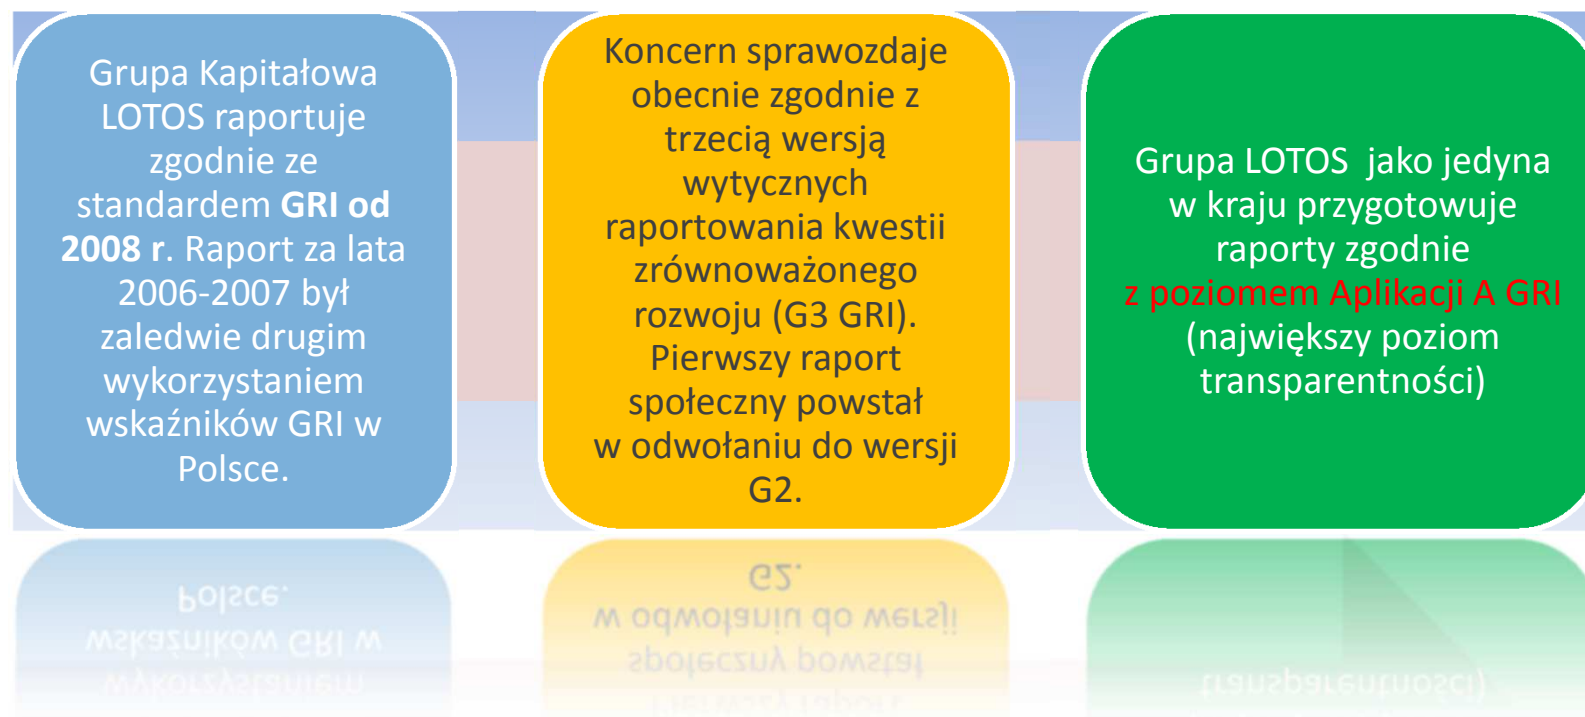 Grupa Kapitałowa
LOTOS raportuje
zgodnie ze
standardem GRI od
2008 r. Raport za lata
2006-2007 był
zaledwie drugim
wykorzystaniem
wskaźników GRI w
Polsce.
Koncern sprawozdaje
obecnie zgodnie z
trzecią wersją
wytycznych
raportowania kwestii
zrównoważonego
rozwoju (G3 GRI).
Pierwszy raport
społeczny powstał
w odwołaniu do wersji
G2.
Grupa LOTOS jako jedyna
w kraju przygotowuje
raporty zgodnie
z poziomem Aplikacji A GRI
(największy poziom
transparentności)